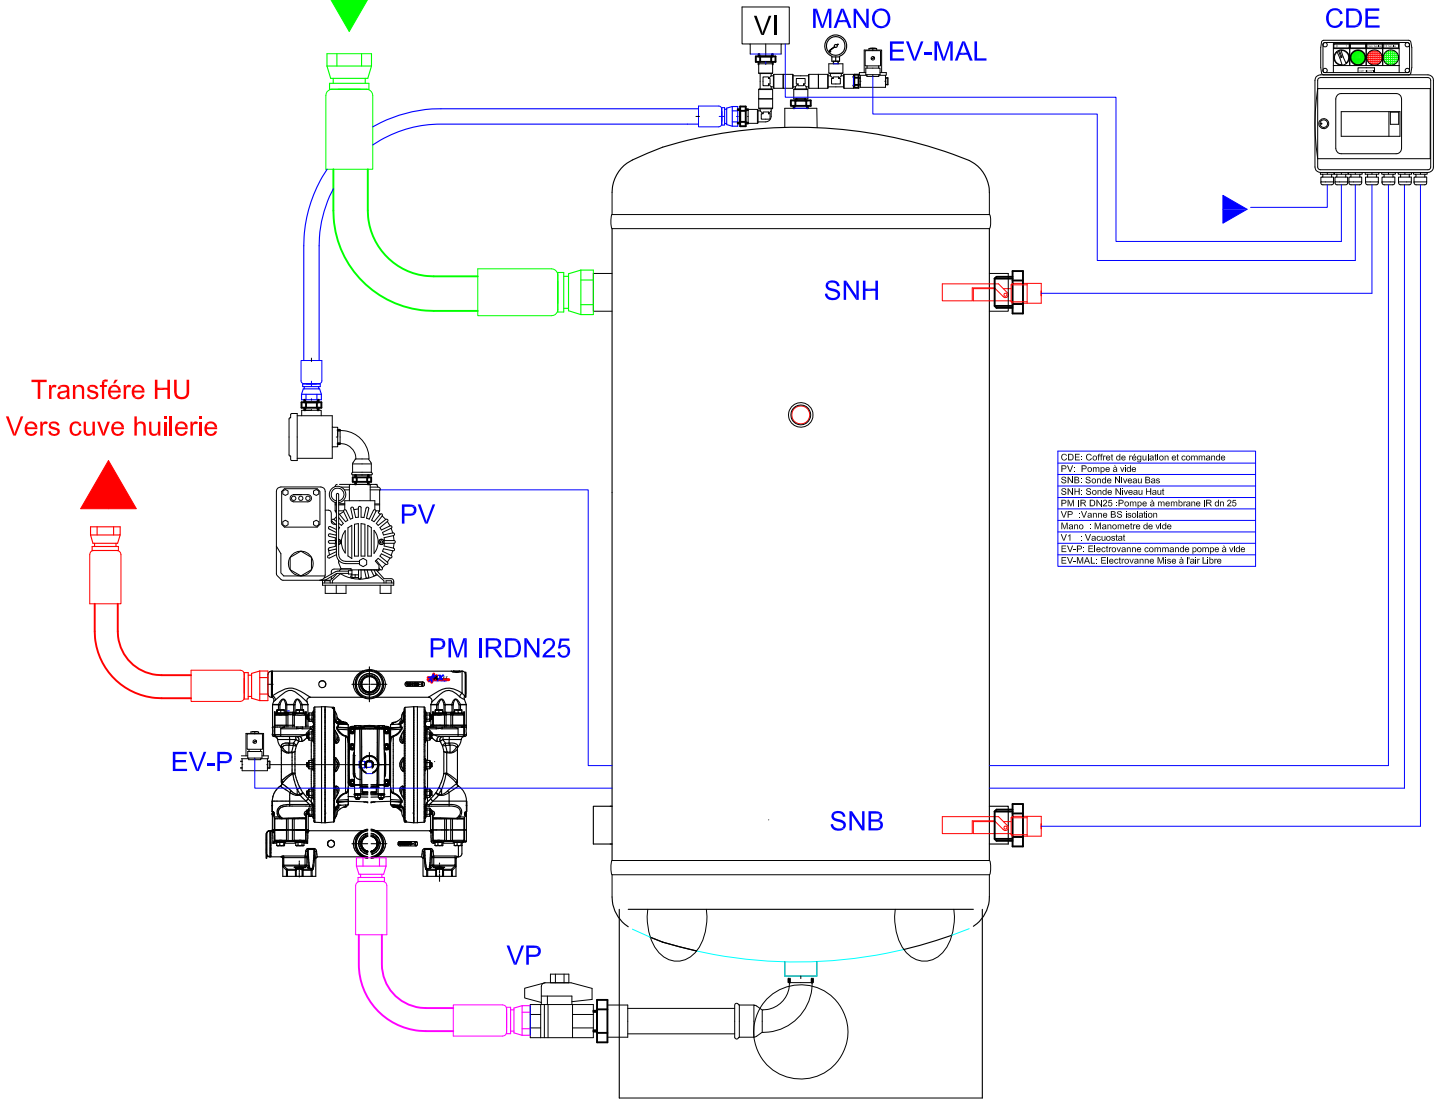 VI
MANO
EV-MAL
CDE
SNH
Transfére HU
Vers cuve huilerie
PV
CDE: Coffret de régulation et commande
PV: Pompe à vide
SNB: Sonde Niveau Bas
SNH: Sonde Niveau Haut
PM IR DN25 :Pompe à membrane IR dn 25
VP :Vanne BS isolation
Mano : Manometre de vide
V1 : Vacuostat
EV-P: Electrovanne commande pompe à vide
EV-MAL: Electrovanne Mise à l'air Libre
PM IRDN25
EV-P
SNB
VP